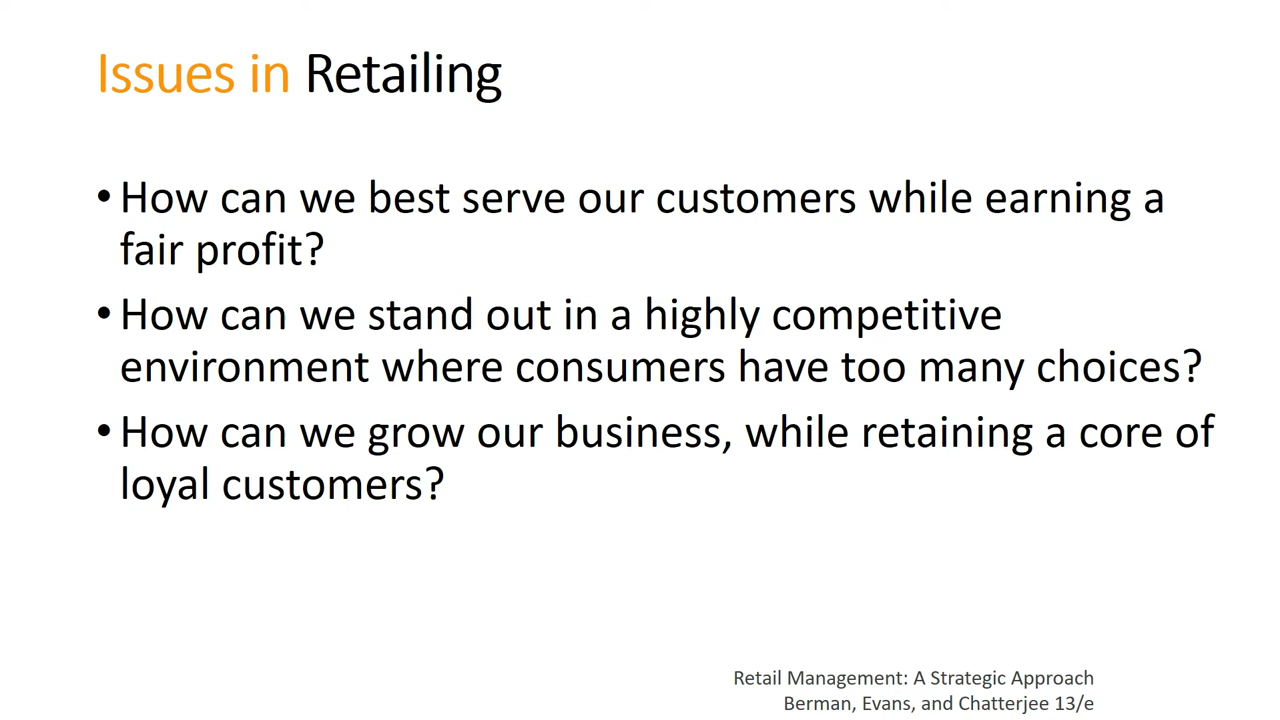 Issues in Retailing
• How can we best serve our customers while earning a
fair profit?
• How can we stand out in a highly competitive
environment where consumers have too many choices?
• How can we grow our business, while retaining a core of
loyal customers?
Retail Management: A Strategic Approach
Berman, Evans, and Chatterjee 13/e